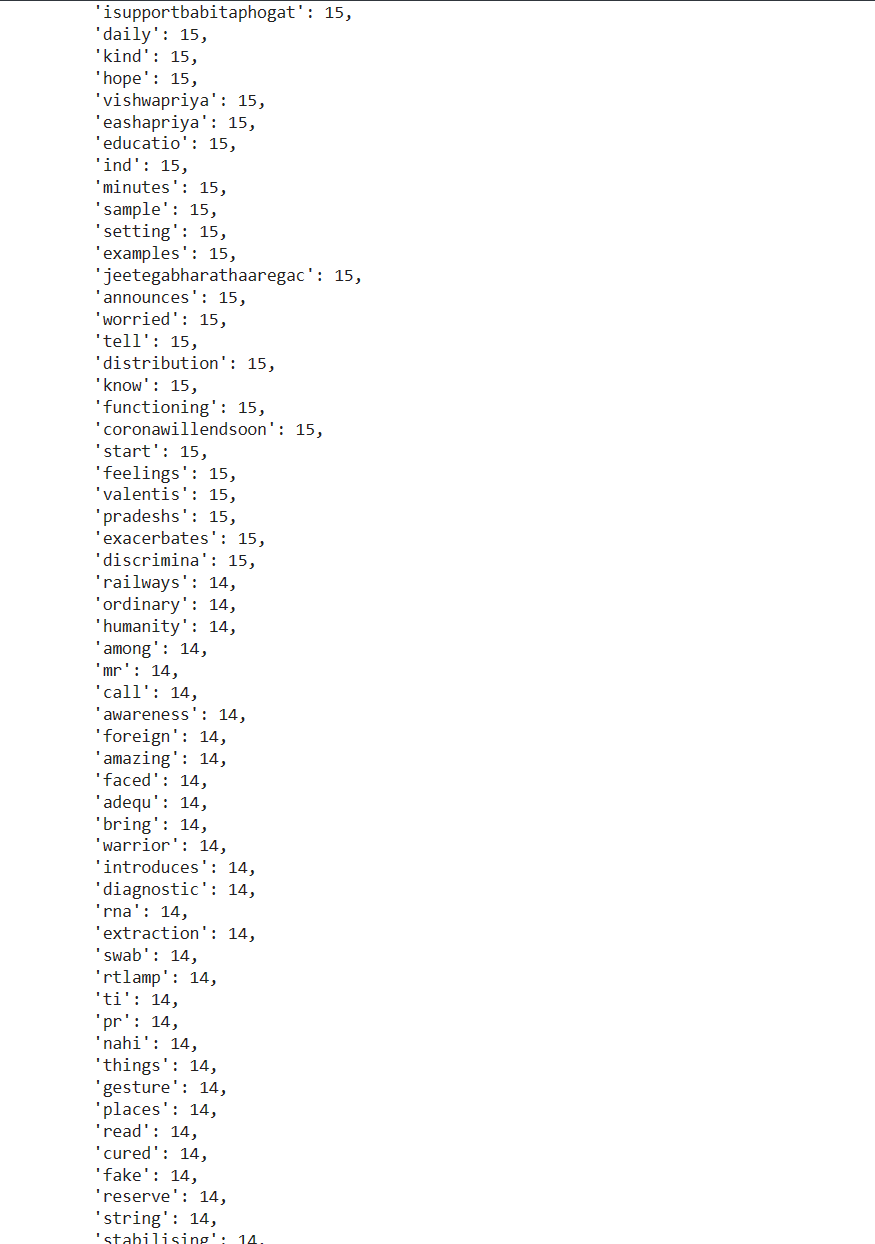 'isupportbabitaphogat': 15,
'daily': 15,
'kind': 15,
'hope': 15,
'vishwapriya': 15,
'eashapriya': 15,
'educatio': 15,
'ind': 15,
'minutes': 15,
'sample': 15,
'setting': 15,
'examples': 15,
'jeetegabharathaaregac': 15,
'announces': 15,
'worried': 15,
'tell': 15,
'distribution': 15,
'know': 15,
'functioning': 15,
'coronawillendsoon': 15,
'start': 15,
'feelings': 15,
'valentis': 15,
'pradeshs': 15,
'exacerbates': 15,
'discrimina': 15,
'railways': 14,
'ordinary': 14,
'humanity': 14,
'among': 14,
'mr': 14,
'call': 14,
'awareness': 14,
'foreign': 14,
'amazing': 14,
'faced': 14,
'adequ': 14,
'bring': 14,
'warrior': 14,
'introduces': 14,
'diagnostic': 14,
'rna': 14,
'extraction': 14,
'swab': 14,
'rtlamp': 14,
'ti': 14,
'pr': 14,
'nahi': 14,
'things': 14,
'gesture': 14,
'places': 14,
'read': 14,
'cured': 14,
'fake': 14,
'reserve': 14,
'string': 14,
'stabilising': 14,